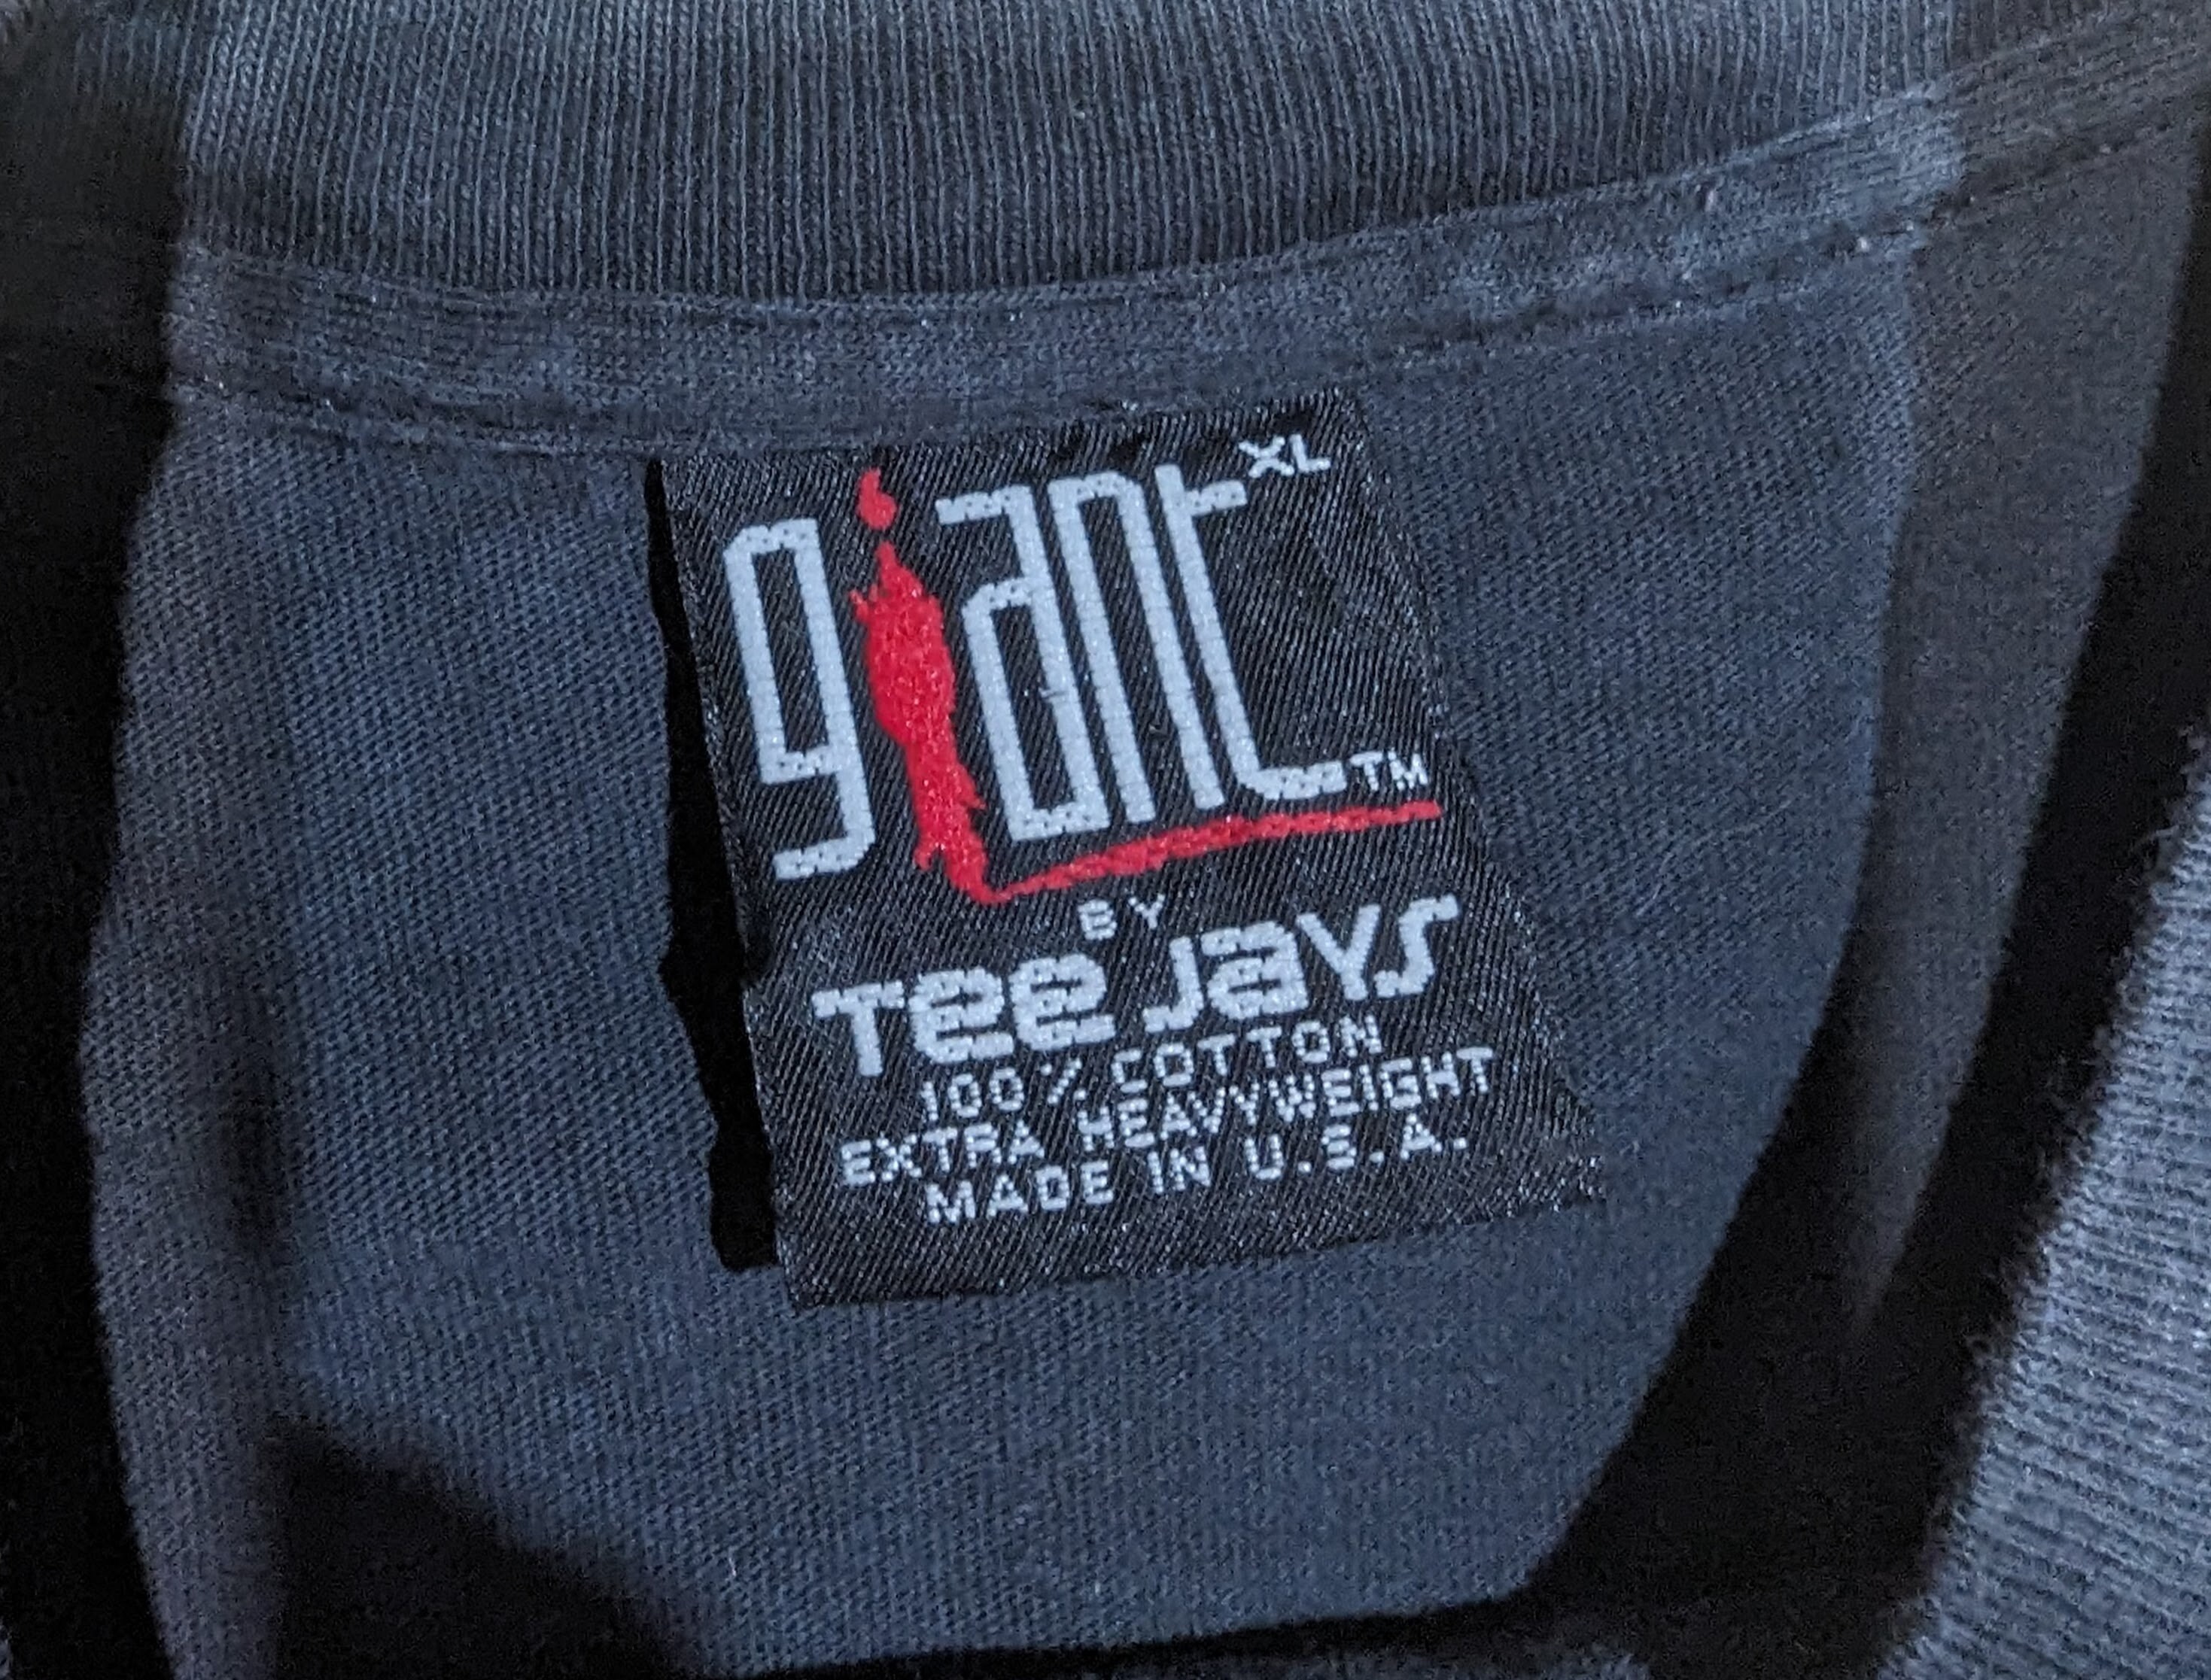 giant XL
TM
BY
Tee Jays
100% COTTON
EXTRA HEAVYWEIGHT
MADE IN U.S.A.